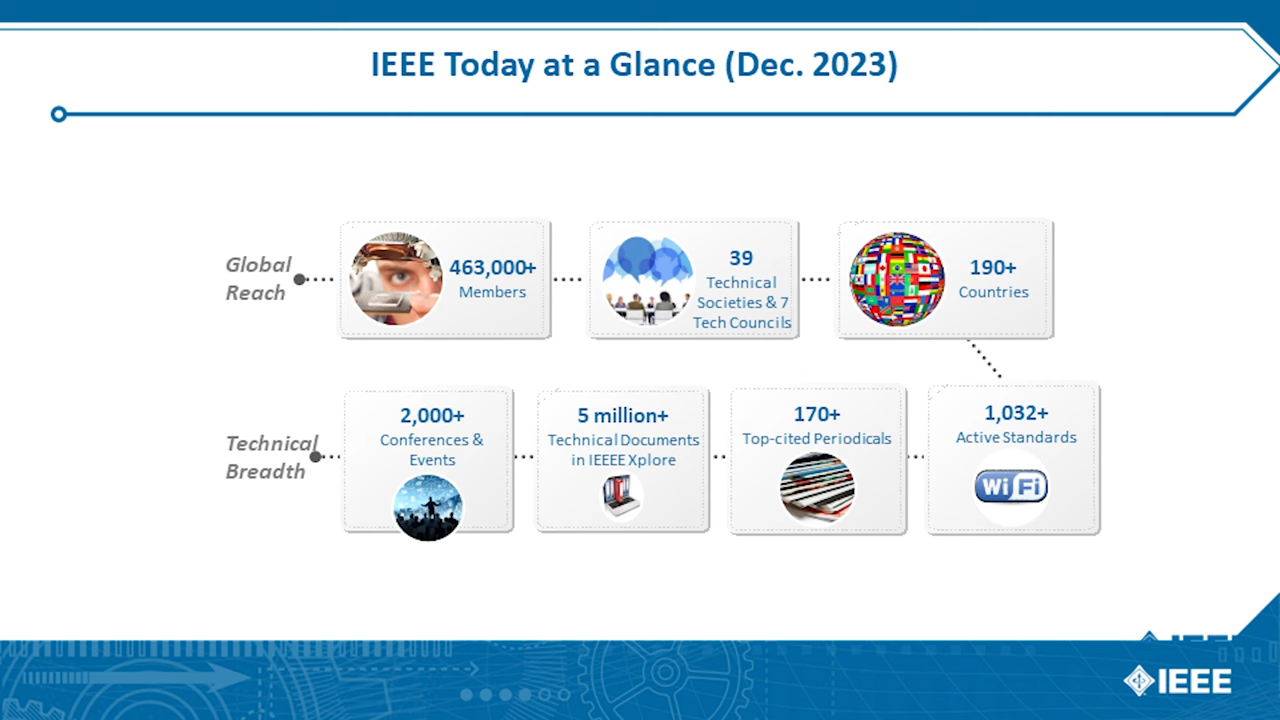 IEEE Today at a Glance (Dec. 2023)
Global
Reach
463,000+
Members
39
Technical
Societies & 7
Tech Councils
190+
Countries
Technical
Breadth
2,000+
Conferences &
Events
5 million+
Technical Documents
in IEEEE Xplore
170+
Top-cited Periodicals
1,032+
Active Standards
Wi Fi
IEEE
IEEE